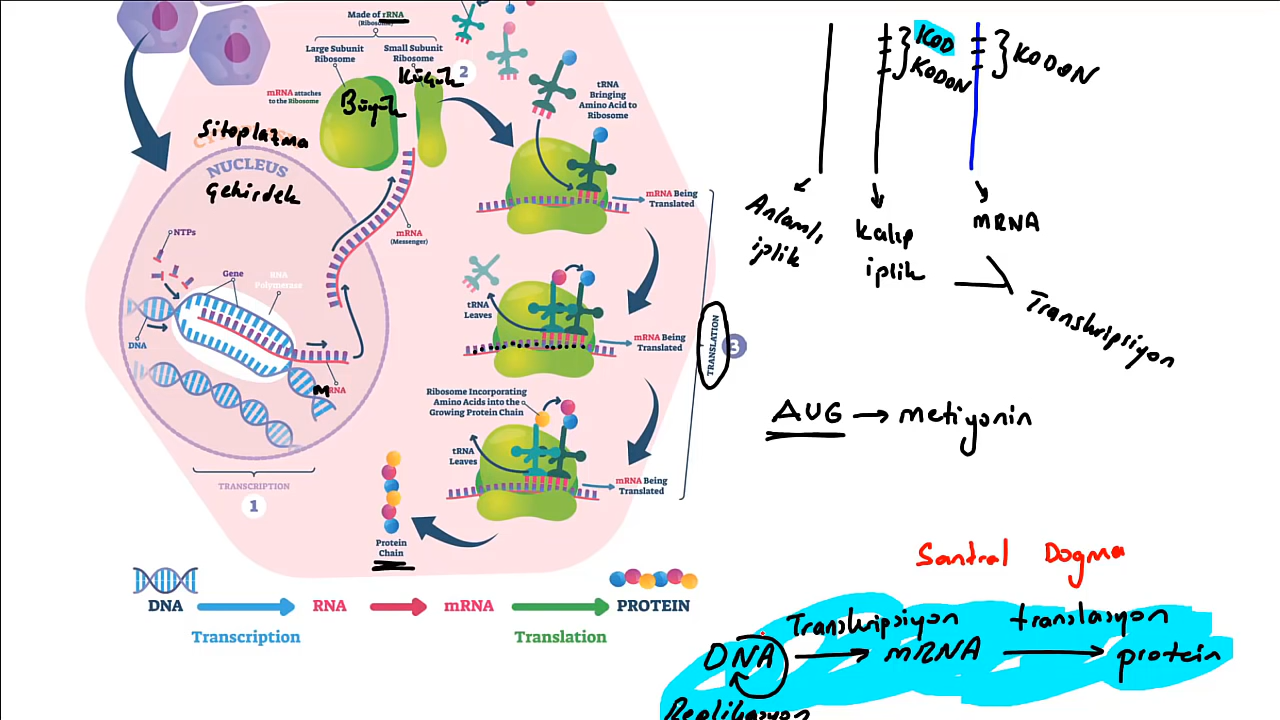 Made of rRNA
(Ribosome)
Large Subunit
Ribosome
Small Subunit
Ribosome
Küçük
2
mRNA attaches
to the Ribosome
Büyük
tRNA
Bringing
Amino Acid to
Ribosome
Sitoplazma
NUCLEUS
Çekirdek
mRNA
(Messenger)
NTPs
Gene
RNA
Polymerase
DNA
mRNA
TRANSCRIPTION
1
mRNA Being
Translated
tRNA
Leaves
mRNA Being
Translated
TRANSLATION
3
Ribosome Incorporating
Amino Acids into the
Growing Protein Chain
tRNA
Leaves
mRNA Being
Translated
Protein
Chain
DNA
RNA
mRNA
PROTEIN
Transcription
Translation
KOD
KODON
KODON
Anlamlı
iplik
Kalıp
iplik
mRNA
Transkripsiyon
AUG → metiyonin
Santral Dogma
Transkripsiyon translasyon
DNA → mRNA → protein
Replikasyon